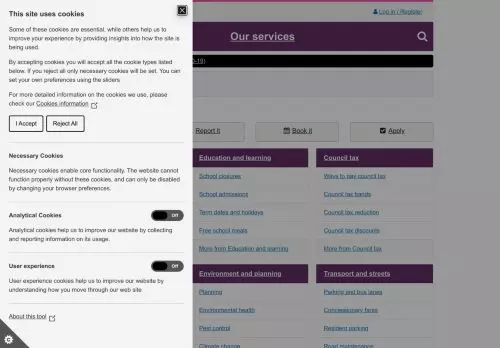 This site uses cookies
Some of these cookies are essential, while others help us to
improve your experience by providing insights into how the site is
being used.
By accepting cookies you will accept all the cookie types listed
below. If you reject all only necessary cookies will be set. You can
set your own preferences using the sliders
For more detailed information on the cookies we use, please
check our Cookies information
I Accept
Reject All
Necessary Cookies
Necessary cookies enable core functionality. The website cannot
function properly without these cookies, and can only be disabled
by changing your browser preferences.
Analytical Cookies
Off
Analytical cookies help us to improve our website by collecting
and reporting information on its usage.
User experience
Off
User experience cookies help us to improve our website by
understanding how you move through our web site
About this tool
Log in / Register
Our services
-19)
Report it
Book it
Apply
Education and learning
School closures
School admissions
Term dates and holidays
Free school meals
More from Education and learning
Council tax
Ways to pay council tax
Council tax bands
Council tax reduction
Council tax discounts
More from Council tax
Environment and planning
Planning
Environmental health
Pest control
Climate change
Transport and streets
Parking and bus lanes
Concessionary fares
Resident parking
Road maintenance